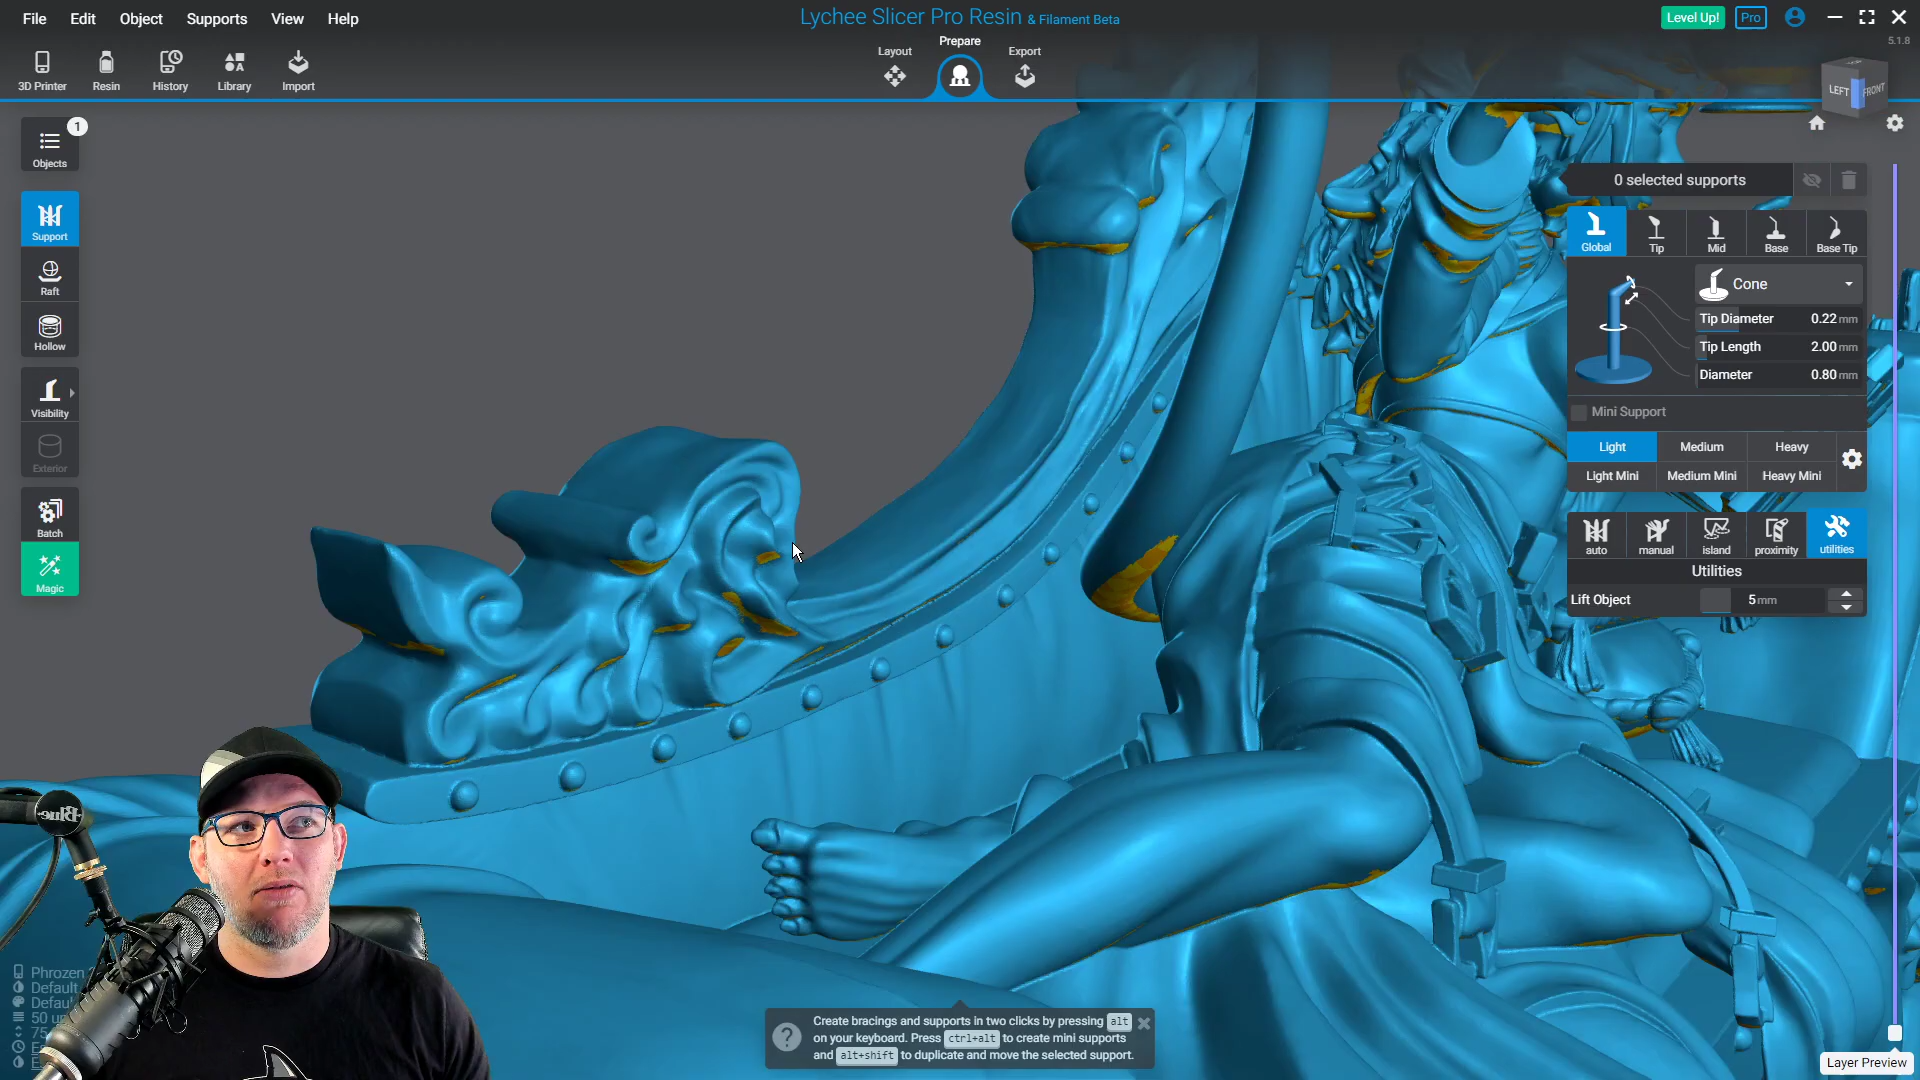 File Edit Object Supports View Help
Lychee Slicer Pro Resin & Filament Beta
Level Up! Pro
5.1.8
3D Printer Resin History Library Import
Layout Prepare Export
LEFT FRONT
Objects 1
Support
Raft
Hollow
Visibility
Exterior
Batch
Magic
0 selected supports
Global Tip Mid Base Base Tip
Cone
Tip Diameter 0.22 mm
Tip Length 2.00 mm
Diameter 0.80 mm
Mini Support
Light Medium Heavy
Light Mini Medium Mini Heavy Mini
auto manual island proximity utilities
Utilities
Lift Object 5 mm
Blue
Phrozen
Default
50
Create bracings and supports in two clicks by pressing alt
on your keyboard. Press ctrl+alt to create mini supports
and alt+shift to duplicate and move the selected support.
Layer Preview